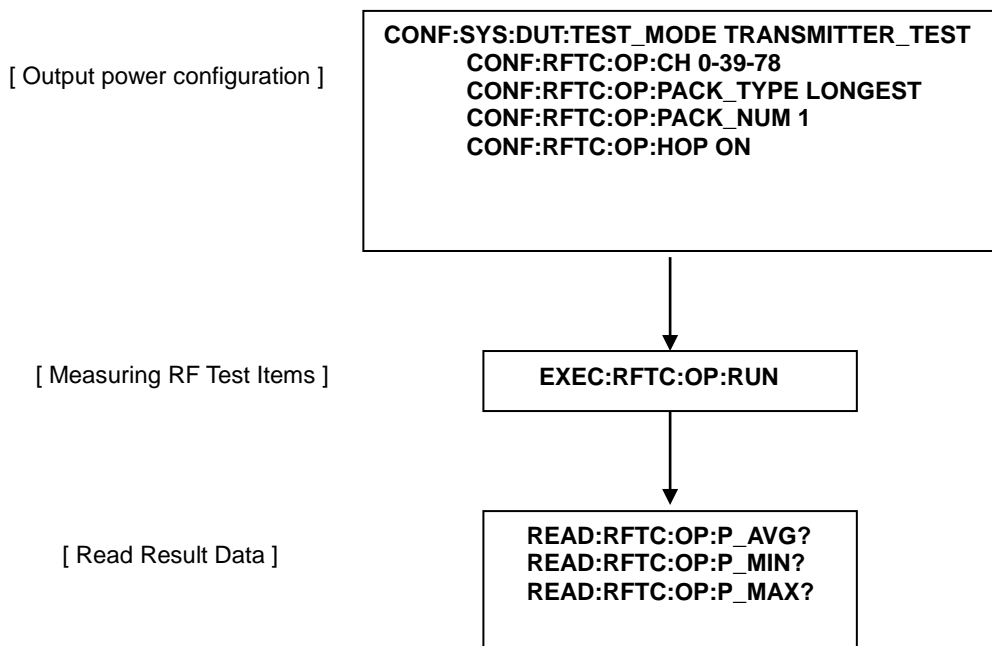 [ Output power configuration ]
CONF:SYS:DUT:TEST_MODE TRANSMITTER_TEST
CONF:RFTC:OP:CH 0-39-78
CONF:RFTC:OP:PACK_TYPE LONGEST
CONF:RFTC:OP:PACK_NUM 1
CONF:RFTC:OP:HOP ON
[ Measuring RF Test Items ]
EXEC:RFTC:OP:RUN
[ Read Result Data ]
READ:RFTC:OP:P_AVG?
READ:RFTC:OP:P_MIN?
READ:RFTC:OP:P_MAX?